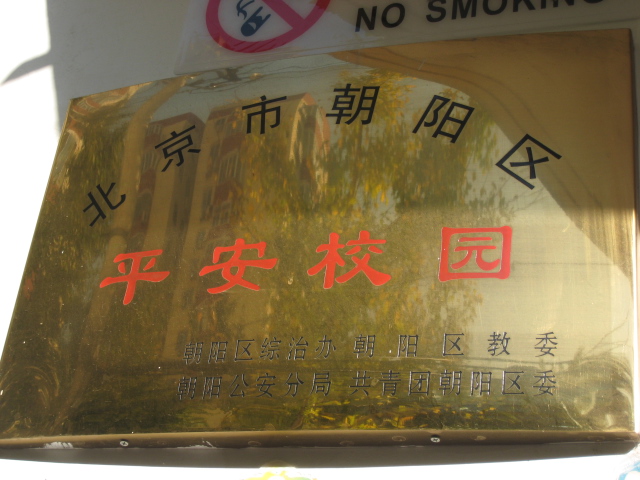 NO SMOKING
北京市朝阳区
平安校园
朝阳区综治办 朝阳区教委
朝阳公安分局 共青团朝阳区委